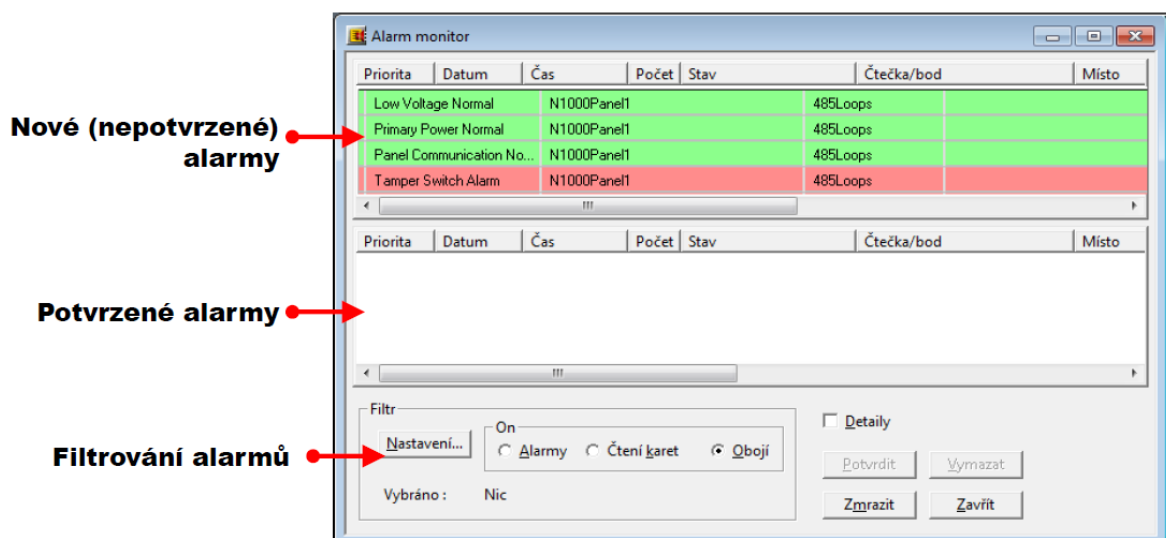 Alarm monitor
Priorita Datum Čas Počet Stav Čtečka/bod Místo
Low Voltage Normal N1000Panel1 485Loops
Primary Power Normal N1000Panel1 485Loops
Panel Communication No... N1000Panel1 485Loops
Tamper Switch Alarm N1000Panel1 485Loops
Nové (nepotvrzené)
alarmy
Priorita Datum Čas Počet Stav Čtečka/bod Místo
Potvrzené alarmy
Filtr
Nastavení...
On
Alarmy Čtení karet Obojí
Vybráno : Nic
Filtrování alarmů
Detaily
Potvrdit Vymazat
Zmrazit Zavřít